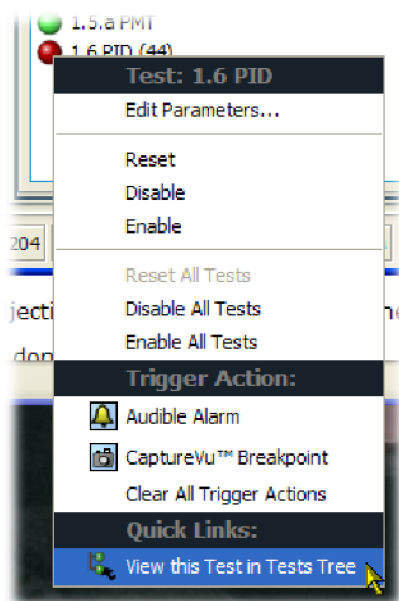 1.5.a PMT
1.6 PID (44)
Test: 1.6 PID
Edit Parameters...
Reset
Disable
Enable
204
Reset All Tests
jecti
Disable All Tests
Enable All Tests
Trigger Action:
Audible Alarm
CaptureVu™ Breakpoint
Clear All Trigger Actions
Quick Links:
View this Test in Tests Tree